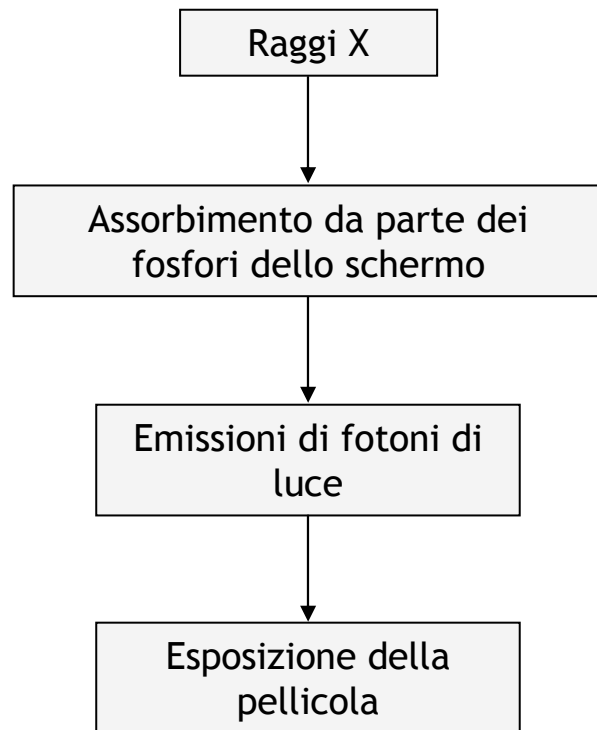 Raggi X
Assorbimento da parte dei
fosfori dello schermo
Emissioni di fotoni di
luce
Esposizione della
pellicola